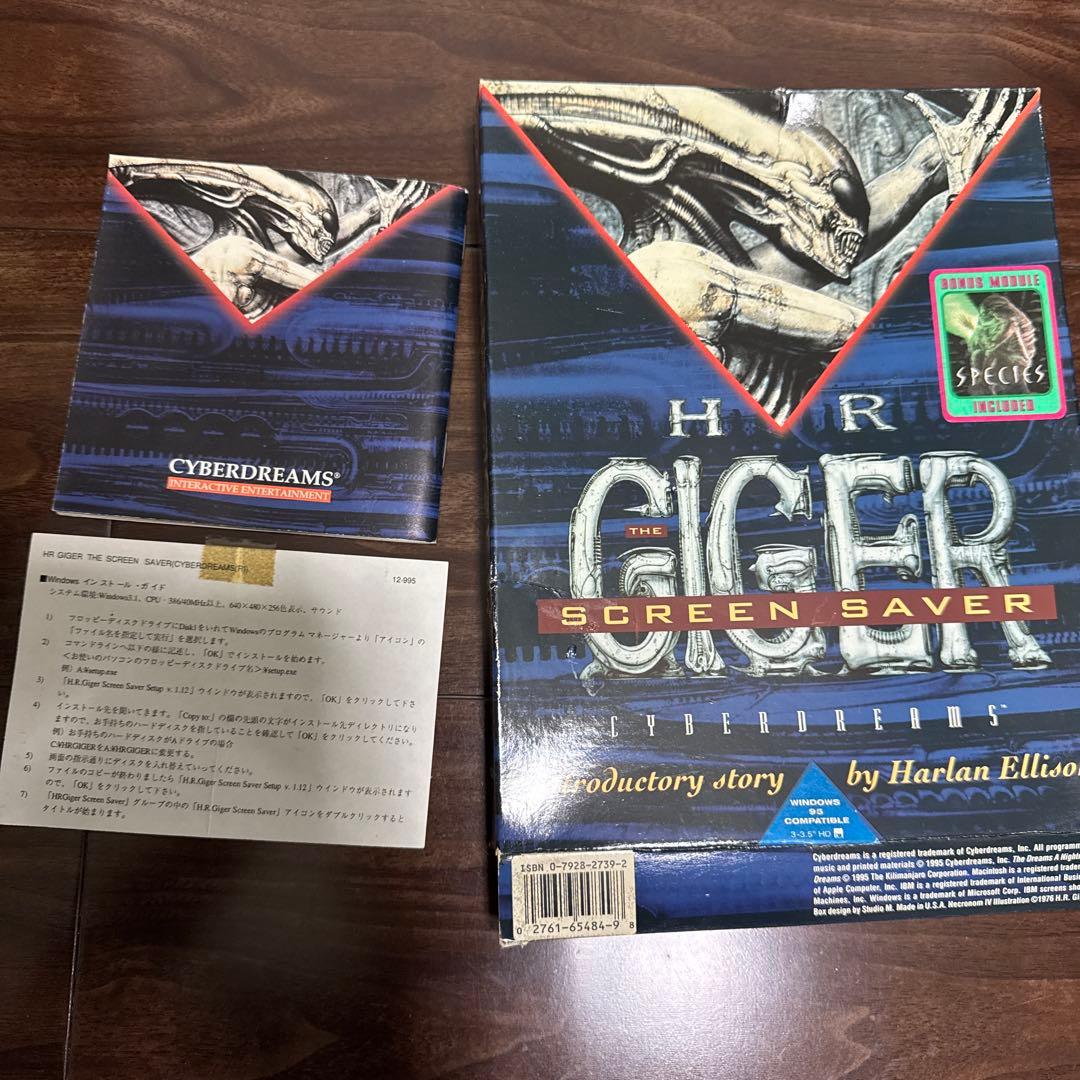 CYBERDREAMS®
INTERACTIVE ENTERTAINMENT
HR GIGER THE SCREEN SAVER(CYBERDREAMS(R))
12-995
■Windows インストール・ガイド
システム環境:Windows3.1、CPU・386/40MHz以上、640×480×256色表示、サウンド
1) フロッピーディスクドライブにDisk1をいれてWindowsのプログラム マネージャーより「アイコン」の
「ファイル名を指定して実行」を選択します。
2) コマンドラインへ以下の様に記述し、「OK」でインストールを始めます。
<お使いのパソコンのフロッピーディスクドライブ名>:¥setup.exe
例）A:¥setup.exe
3) 「H.R.Giger Screen Saver Setup v. 1.12」ウインドウが表示されますので、「OK」をクリックして下さ
い。
4) インストール先を聞いてきます。「Copy to:」の欄の先頭の文字がインストール先ディレクトリになり
ますので、お手持ちのハードディスクを指していることを確認して「OK」をクリックしてください。
例）お手持ちのハードディスクがAドライブの場合
C:¥HRGIGERをA:¥HRGIGERに変更する。
5) 画面の指示通りにディスクを入れ替えていってください。
6) ファイルのコピーが終わりましたら「H.R.Giger Screen Saver Setup v. 1.12」ウインドウが表示されます
ので、「OK」をクリックして下さい。
7) 「HRGiger Screen Saver」グループの中の「H.R.Giger Screen Saver」アイコンをダブルクリックすると
タイトルが始まります。
BONUS MODULE
SPECIES
INCLUDED
H R
THE
GIGER
SCREEN SAVER
CYBERDREAMS™
troductory story by Harlan Ellison
WINDOWS
95
COMPATIBLE
3-3.5" HD
ISBN 0-7928-2739-2
0 2761-65484-9 8
Cyberdreams is a registered trademark of Cyberdreams, Inc. All programm
music and printed materials © 1995 Cyberdreams, Inc. The Dreams A Night
Dreams © 1995 The Kilimanjaro Corporation. Macintosh is a registered trademark
of Apple Computer, Inc. IBM is a registered trademark of International Busi
Machines, Inc. Windows is a trademark of Microsoft Corp. IBM screens sho
Box design by Studio M. Made in U.S.A. Necronom IV Illustration ©1976 H.R. Gi